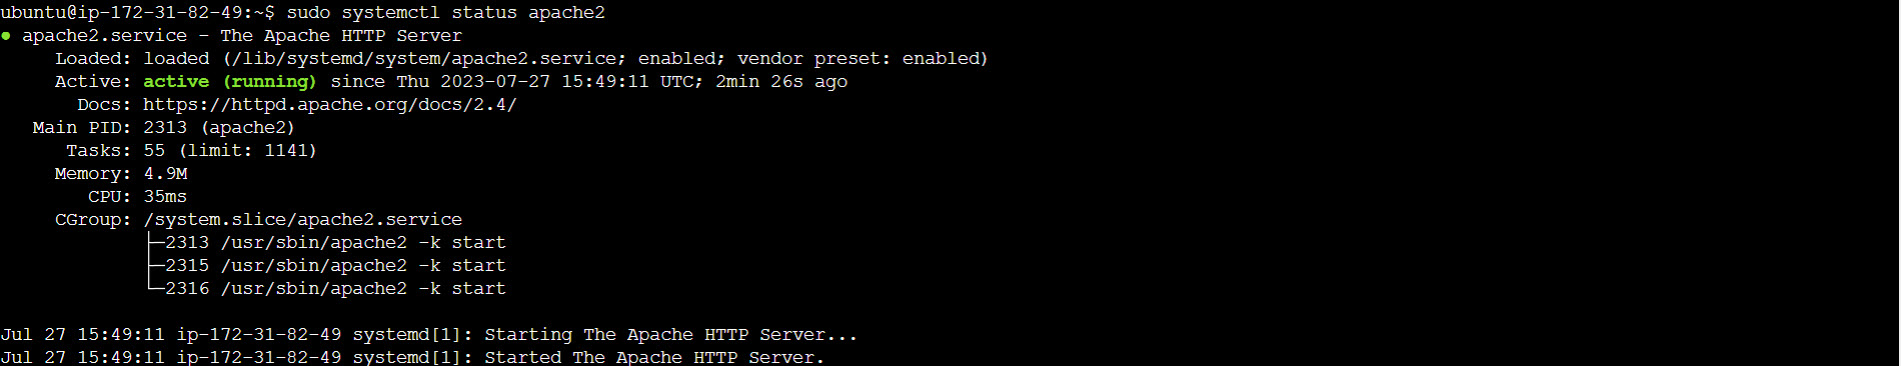 ubuntu@ip-172-31-82-49:~$ sudo systemctl status apache2
● apache2.service - The Apache HTTP Server
     Loaded: loaded (/lib/systemd/system/apache2.service; enabled; vendor preset: enabled)
     Active: active (running) since Thu 2023-07-27 15:49:11 UTC; 2min 26s ago
       Docs: https://httpd.apache.org/docs/2.4/
   Main PID: 2313 (apache2)
      Tasks: 55 (limit: 1141)
     Memory: 4.9M
        CPU: 35ms
     CGroup: /system.slice/apache2.service
             ├─2313 /usr/sbin/apache2 -k start
             ├─2315 /usr/sbin/apache2 -k start
             └─2316 /usr/sbin/apache2 -k start

Jul 27 15:49:11 ip-172-31-82-49 systemd[1]: Starting The Apache HTTP Server...
Jul 27 15:49:11 ip-172-31-82-49 systemd[1]: Started The Apache HTTP Server.